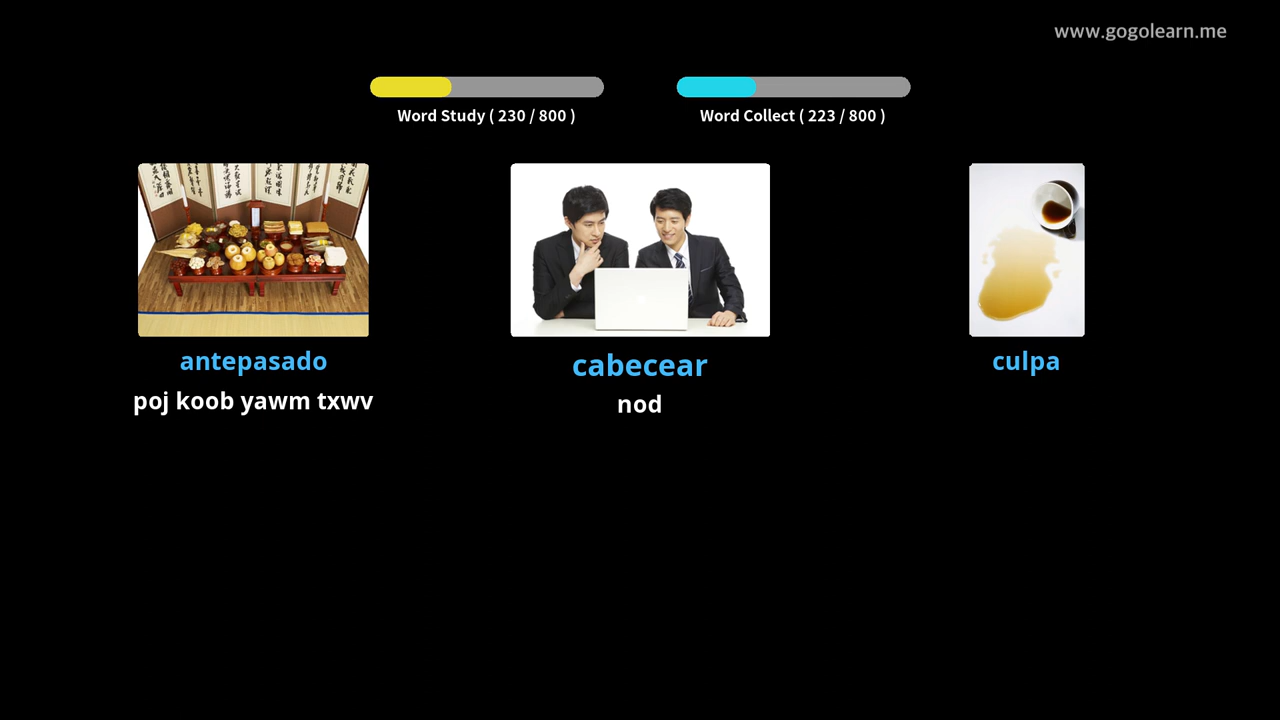 www.gogolearn.me
Word Study ( 230 / 800 )
Word Collect ( 223 / 800 )
antepasado
poj koob yawm txwv
cabecear
nod
culpa